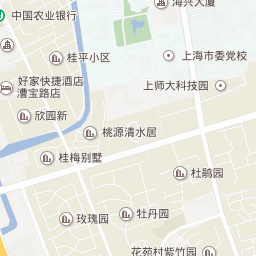 海兴大厦
中国农业银行
桂平小区
上海市委党校
好家快捷酒店
漕宝路店
上师大科技园
欣园新
桃源清水居
桂梅别墅
杜鹃园
牡丹园
玫瑰园
花苑村紫竹园